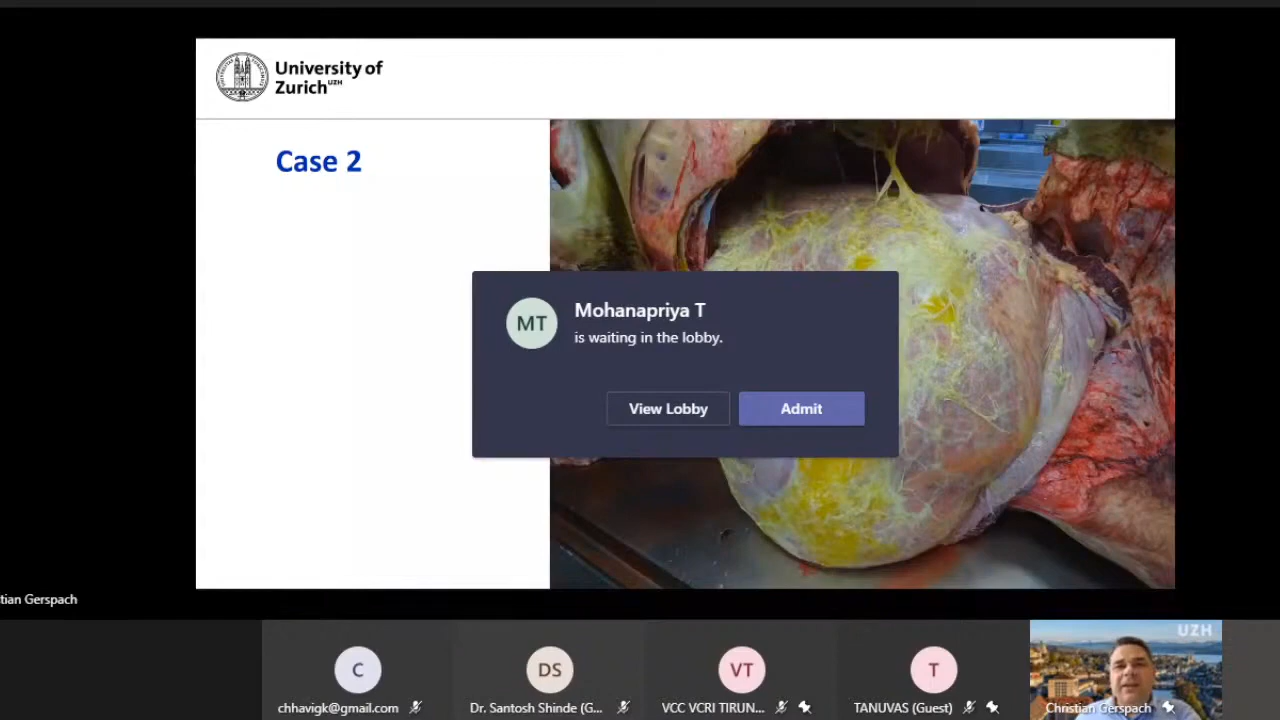 University of
Zurich UZH
Case 2
MT
Mohanapriya T
is waiting in the lobby.
View Lobby
Admit
tian Gerspach
C
DS
VT
T
UZH
chhavigk@gmail.com
Dr. Santosh Shinde (G...
VCC VCRI TIRUN...
TANUVAS (Guest)
Christian Gerspach